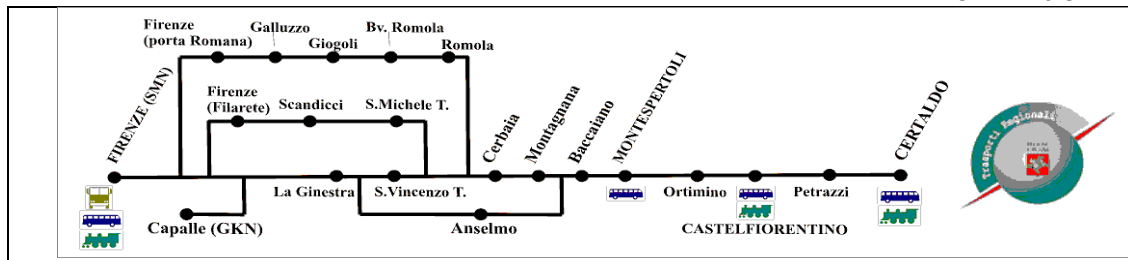 Firenze
(porta Romana)
Galluzzo
Giogoli
Bv. Romola
Romola
FIRENZE (SMN)
Firenze
(Filarete)
Scandicci
S.Michele T.
Cerbaia
Montagnana
Baccaiano
MONTESPERTOLI
CERTALDO
La Ginestra
S.Vincenzo T.
Ortimino
Petrazzi
Capalle (GKN)
Anselmo
CASTELFIORENTINO
Trasporti Regionali